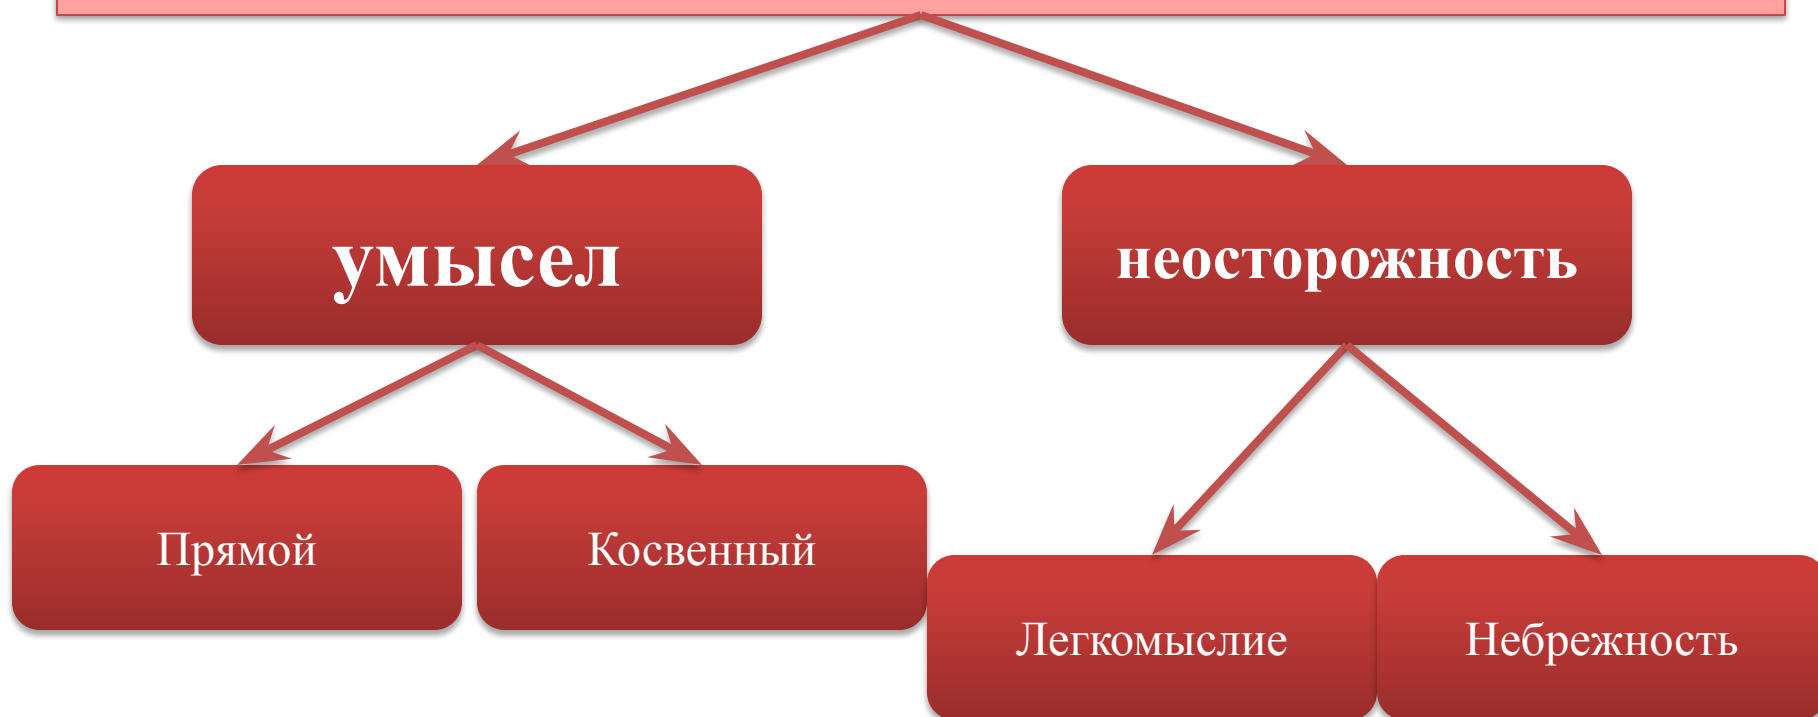 умысел
неосторожность
Прямой
Косвенный
Легкомыслие
Небрежность